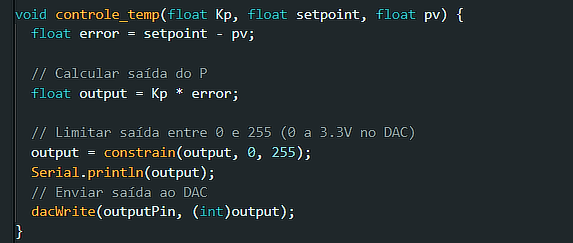 void controle_temp(float Kp, float setpoint, float pv) {
  float error = setpoint - pv;

  // Calcular saída do P
  float output = Kp * error;

  // Limitar saída entre 0 e 255 (0 a 3.3V no DAC)
  output = constrain(output, 0, 255);
  Serial.println(output);
  // Enviar saída ao DAC
  dacWrite(outputPin, (int)output);
}